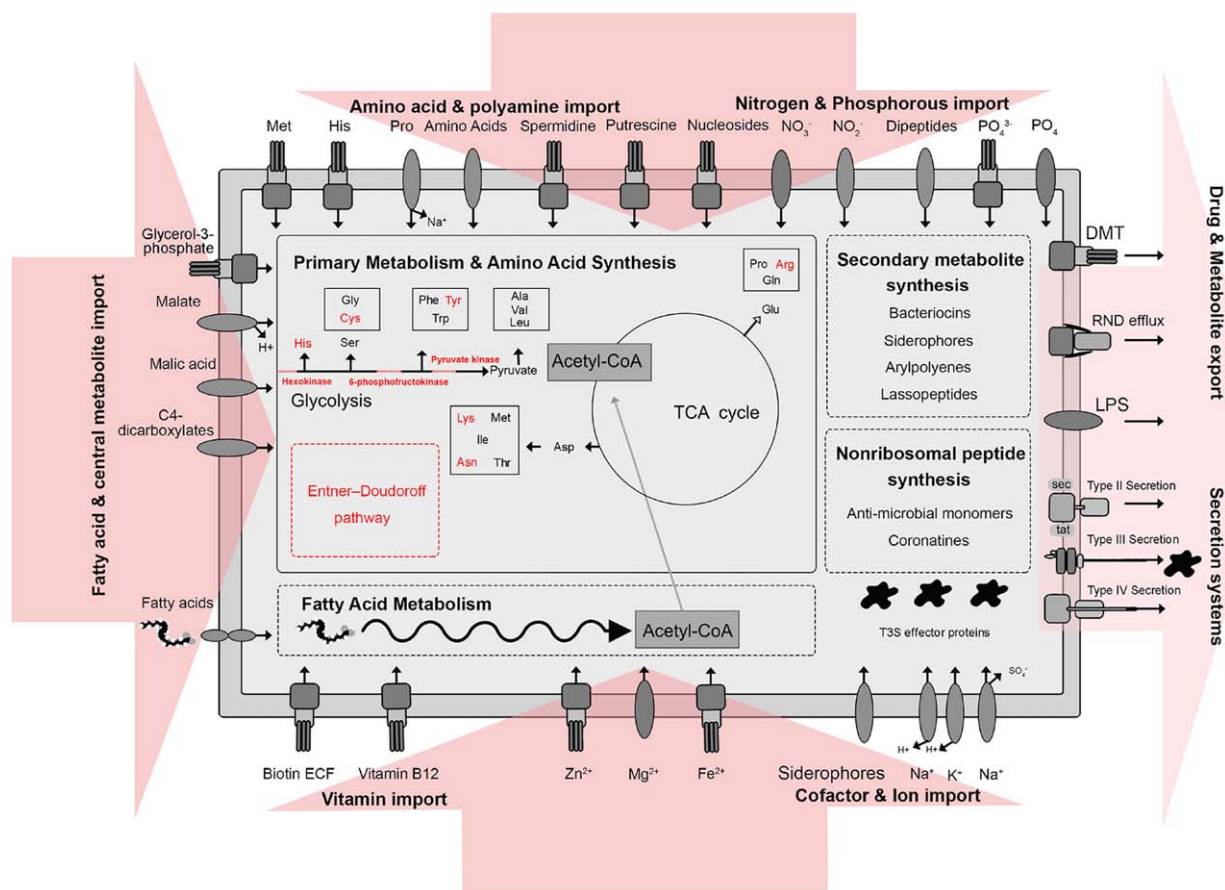 Amino acid & polyamine import
Nitrogen & Phosphorous import
Met
His
Pro
Amino Acids
Spermidine
Putrescine
Nucleosides
NO₃⁻
NO₂⁻
Dipeptides
PO₄³⁻
PO₄
Na⁺
Fatty acid & central metabolite import
Glycerol-3-
phosphate
Malate
H+
Malic acid
C4-
dicarboxylates
Fatty acids
Primary Metabolism & Amino Acid Synthesis
Gly
Cys
Ser
Phe Tyr
Trp
Ala
Val
Leu
Pro Arg
Gln
Glu
His
Pyruvate kinase
Pyruvate
Hexokinase
6-phosphofructokinase
Glycolysis
Acetyl-CoA
TCA cycle
Lys Met
Ile
Asn Thr
Asp
Entner–Doudoroff
pathway
Fatty Acid Metabolism
Acetyl-CoA
Secondary metabolite
synthesis
Bacteriocins
Siderophores
Arylpolyenes
Lassopeptides
Nonribosomal peptide
synthesis
Anti-microbial monomers
Coronatines
T3S effector proteins
Drug & Metabolite export
DMT
RND efflux
LPS
Secretion systems
sec
Type II Secretion
tat
Type III Secretion
Type IV Secretion
SO₄⁻
H+
H+
Biotin ECF
Vitamin B12
Zn²⁺
Mg²⁺
Fe²⁺
Siderophores
Na⁺
K⁺
Na⁺
Vitamin import
Cofactor & Ion import